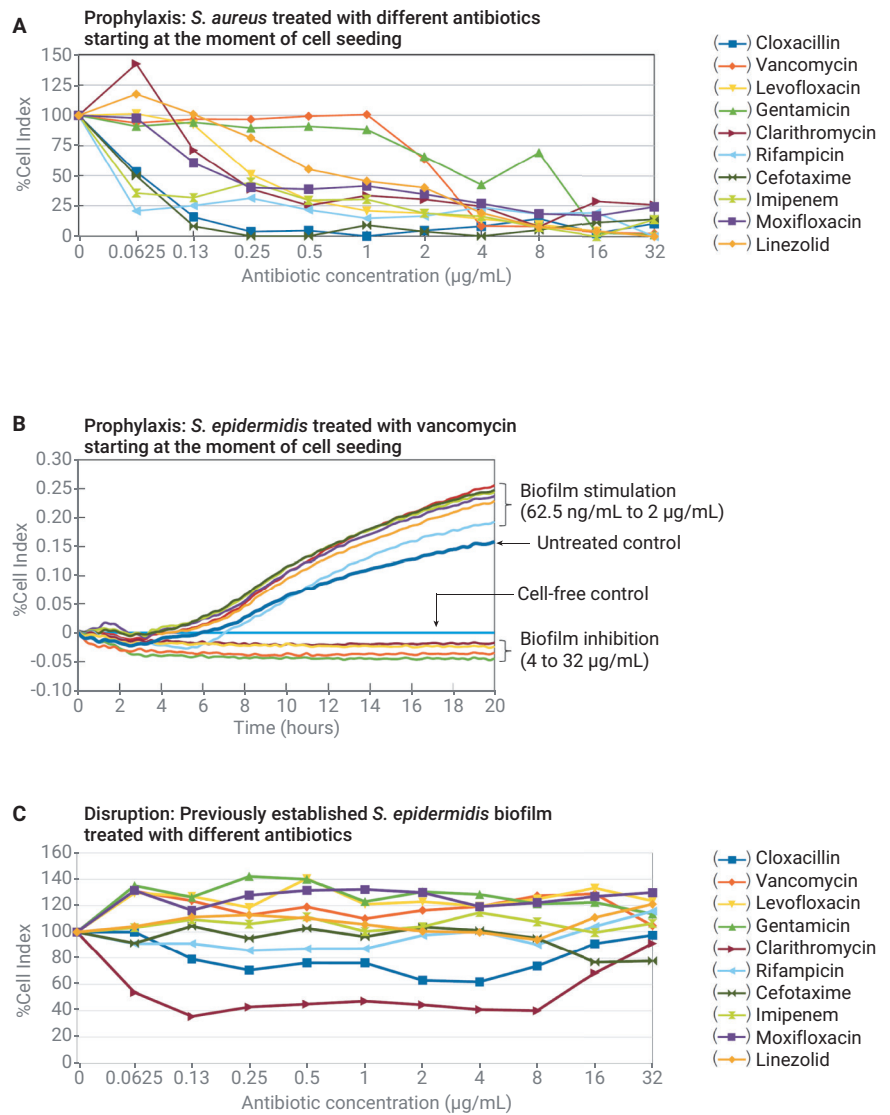 A
Prophylaxis: S. aureus treated with different antibiotics
starting at the moment of cell seeding
150
125
100
75
50
25
0
%Cell Index
0 0.0625 0.13 0.25 0.5 1 2 4 8 16 32
Antibiotic concentration (µg/mL)
Cloxacillin
Vancomycin
Levofloxacin
Gentamicin
Clarithromycin
Rifampicin
Cefotaxime
Imipenem
Moxifloxacin
Linezolid
B
Prophylaxis: S. epidermidis treated with vancomycin
starting at the moment of cell seeding
0.30
0.25
0.20
0.15
0.10
0.05
0
-0.05
-0.10
%Cell Index
0 2 4 6 8 10 12 14 16 18 20
Time (hours)
Biofilm stimulation
(62.5 ng/mL to 2 µg/mL)
Untreated control
Cell-free control
Biofilm inhibition
(4 to 32 µg/mL)
C
Disruption: Previously established S. epidermidis biofilm
treated with different antibiotics
160
140
120
100
80
60
40
20
0
%Cell Index
0 0.0625 0.13 0.25 0.5 1 2 4 8 16 32
Antibiotic concentration (µg/mL)
Cloxacillin
Vancomycin
Levofloxacin
Gentamicin
Clarithromycin
Rifampicin
Cefotaxime
Imipenem
Moxifloxacin
Linezolid